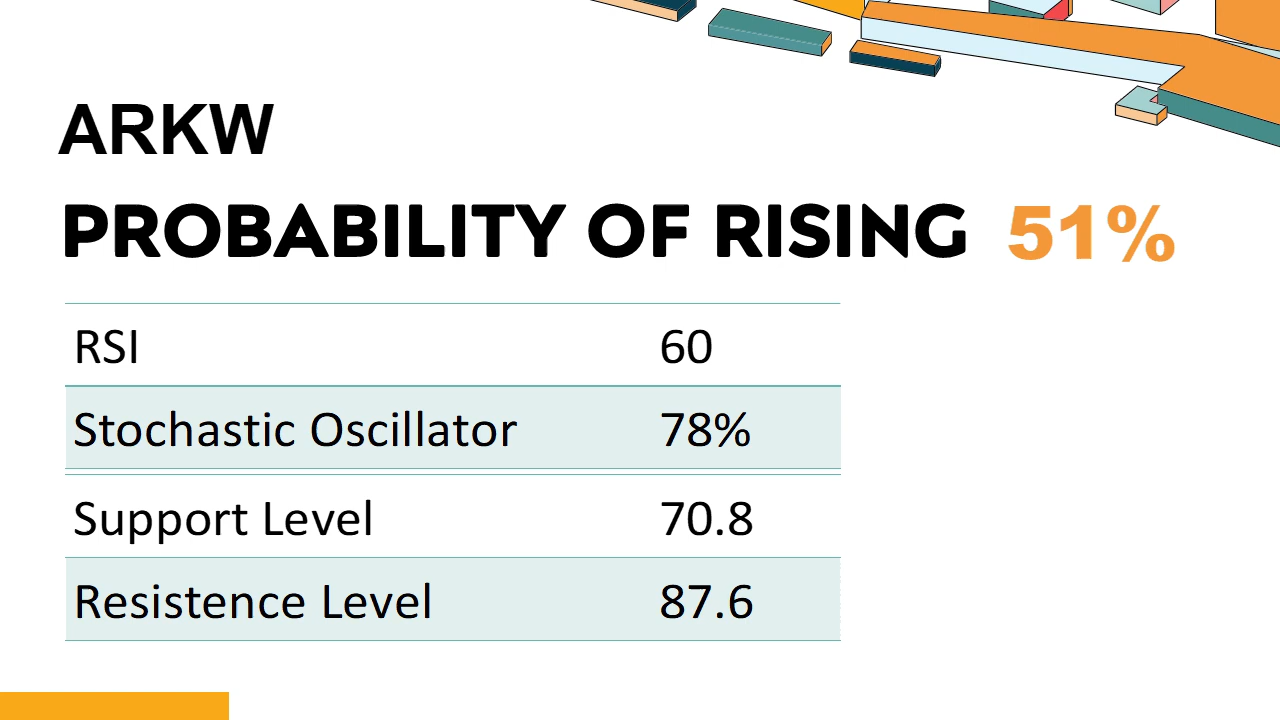 ARKW
PROBABILITY OF RISING 51%
RSI 60
Stochastic Oscillator 78%
Support Level 70.8
Resistence Level 87.6